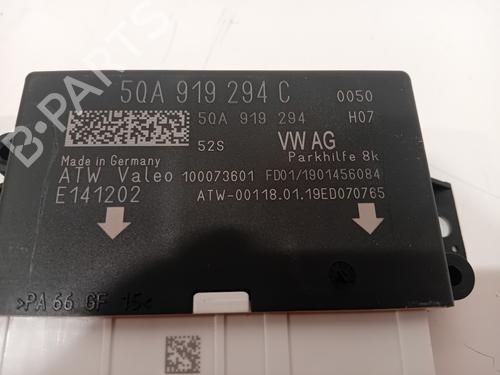 5QA 919 294 C 0050
5QA 919 294 H07
52S VW AG
Parkhilfe 8k
Made in Germany
ATW Valeo 100073601 FD01/1901456084
E141202 ATW-00118.01.19ED070765
>PA 66 GF 15<
B-PARTS